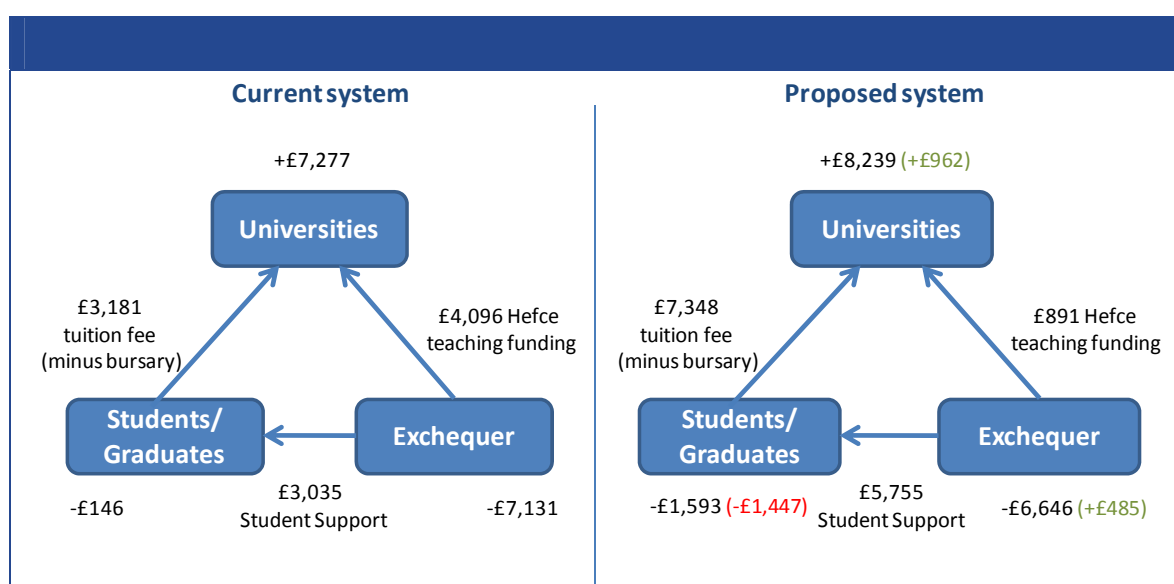 Current system
+£7,277
Universities
£3,181
tuition fee
(minus bursary)
£4,096 Hefce
teaching funding
Students/
Graduates
Exchequer
-£146
£3,035
Student Support
-£7,131
Proposed system
+£8,239 (+£962)
Universities
£7,348
tuition fee
(minus bursary)
£891 Hefce
teaching funding
Students/
Graduates
Exchequer
-£1,593 (-£1,447)
£5,755
Student Support
-£6,646 (+£485)